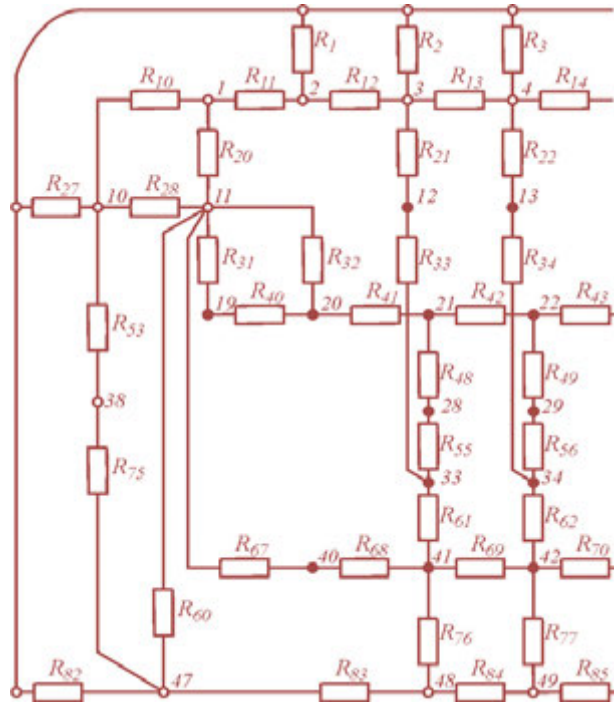 R1 R2 R3
R10 1 R11 2 R12 3 R13 4 R14
R20 R21 R22
R27 10 R28 11 12 13
R31 R32 R33 R34
19 R40 20 R41 21 R42 22 R43
R53 R48 R49
38 28 29
R75 R55 R56
33 34
R61 R62
R67 40 R68 41 R69 42 R70
R60 R76 R77
R82 47 R83 48 R84 49 R85